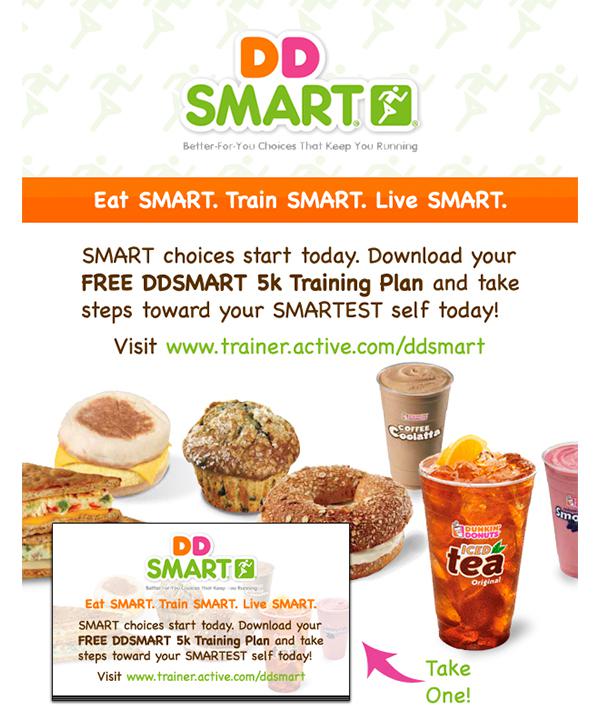 DD
SMART
Better-For-You Choices That Keep You Running
Eat SMART. Train SMART. Live SMART.
SMART choices start today. Download your
FREE DDSMART 5k Training Plan and take
steps toward your SMARTEST self today!
Visit www.trainer.active.com/ddsmart
COFFEE
Coolatta
DUNKIN'
DONUTS
ICED
tea
Original
DD
SMART
Better-For-You Choices That Keep You Running
Eat SMART. Train SMART. Live SMART.
SMART choices start today. Download your
FREE DDSMART 5k Training Plan and take
steps toward your SMARTEST self today!
Visit www.trainer.active.com/ddsmart
Take
One!